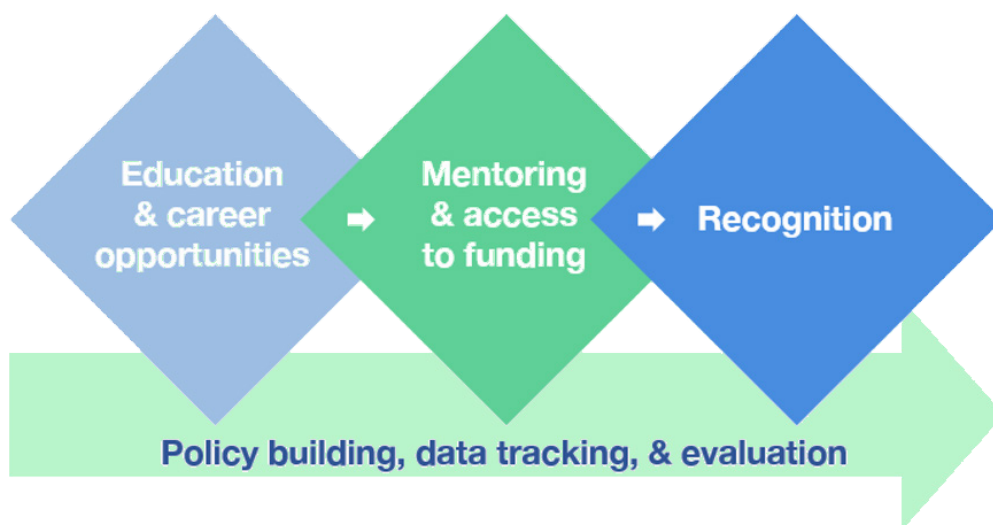 Education
& career
opportunities
Mentoring
& access
to funding
Recognition
Policy building, data tracking, & evaluation